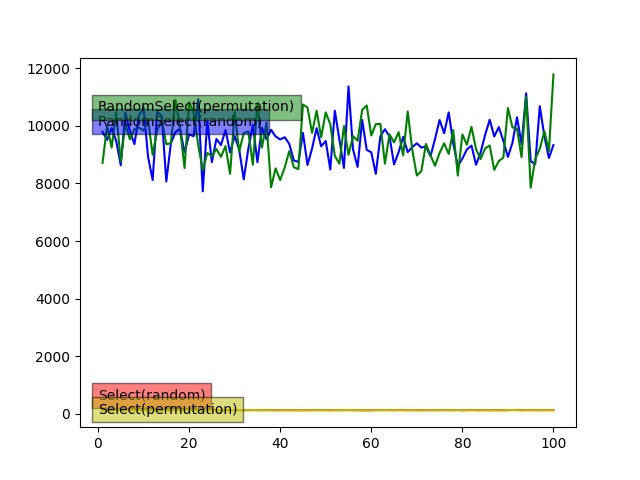 12000
RandomSelect(permutation)
RandomSelect(random)
10000
8000
6000
4000
2000
Select(random)
Select(permutation)
0
0 20 40 60 80 100